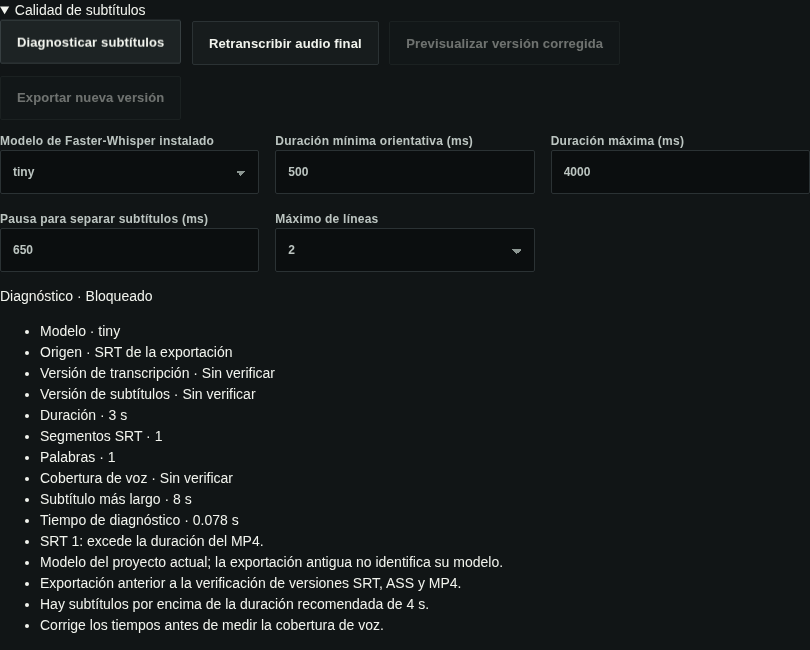 ▼ Calidad de subtítulos
Diagnosticar subtítulos
Retranscribir audio final
Previsualizar versión corregida
Exportar nueva versión
Modelo de Faster-Whisper instalado
tiny
Duración mínima orientativa (ms)
500
Duración máxima (ms)
4000
Pausa para separar subtítulos (ms)
650
Máximo de líneas
2
Diagnóstico · Bloqueado
• Modelo · tiny
• Origen · SRT de la exportación
• Versión de transcripción · Sin verificar
• Versión de subtítulos · Sin verificar
• Duración · 3 s
• Segmentos SRT · 1
• Palabras · 1
• Cobertura de voz · Sin verificar
• Subtítulo más largo · 8 s
• Tiempo de diagnóstico · 0.078 s
• SRT 1: excede la duración del MP4.
• Modelo del proyecto actual; la exportación antigua no identifica su modelo.
• Exportación anterior a la verificación de versiones SRT, ASS y MP4.
• Hay subtítulos por encima de la duración recomendada de 4 s.
• Corrige los tiempos antes de medir la cobertura de voz.